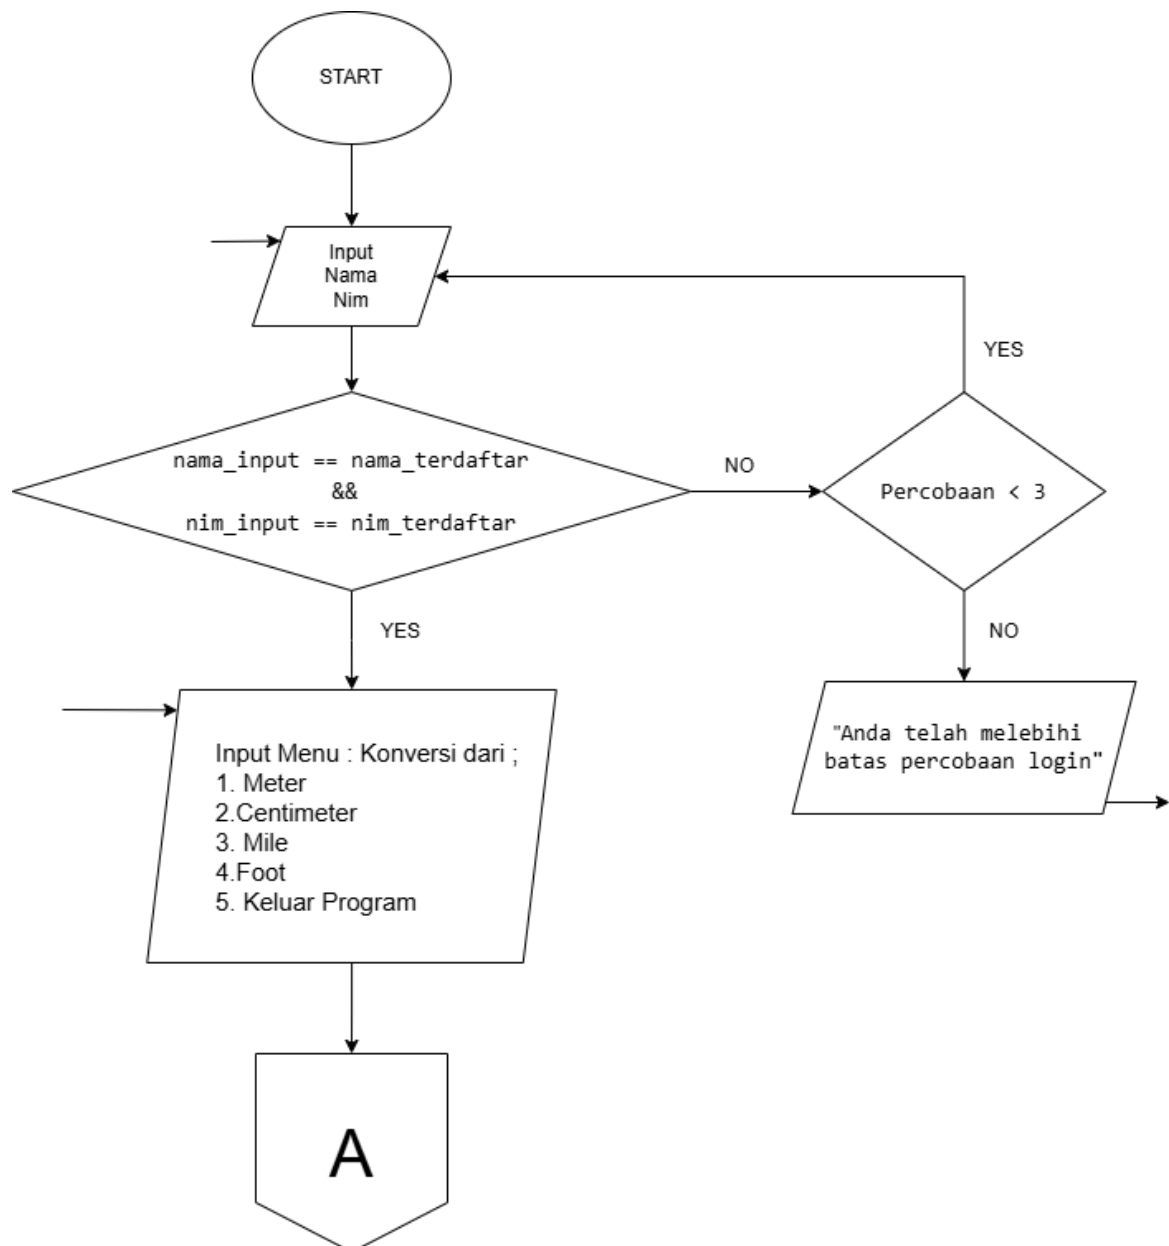 START
Input
Nama
Nim
YES
nama_input == nama_terdaftar
&&
nim_input == nim_terdaftar
NO
Percobaan < 3
YES
NO
Input Menu : Konversi dari ;
1. Meter
2.Centimeter
3. Mile
4.Foot
5. Keluar Program
"Anda telah melebihi
batas percobaan login"
A